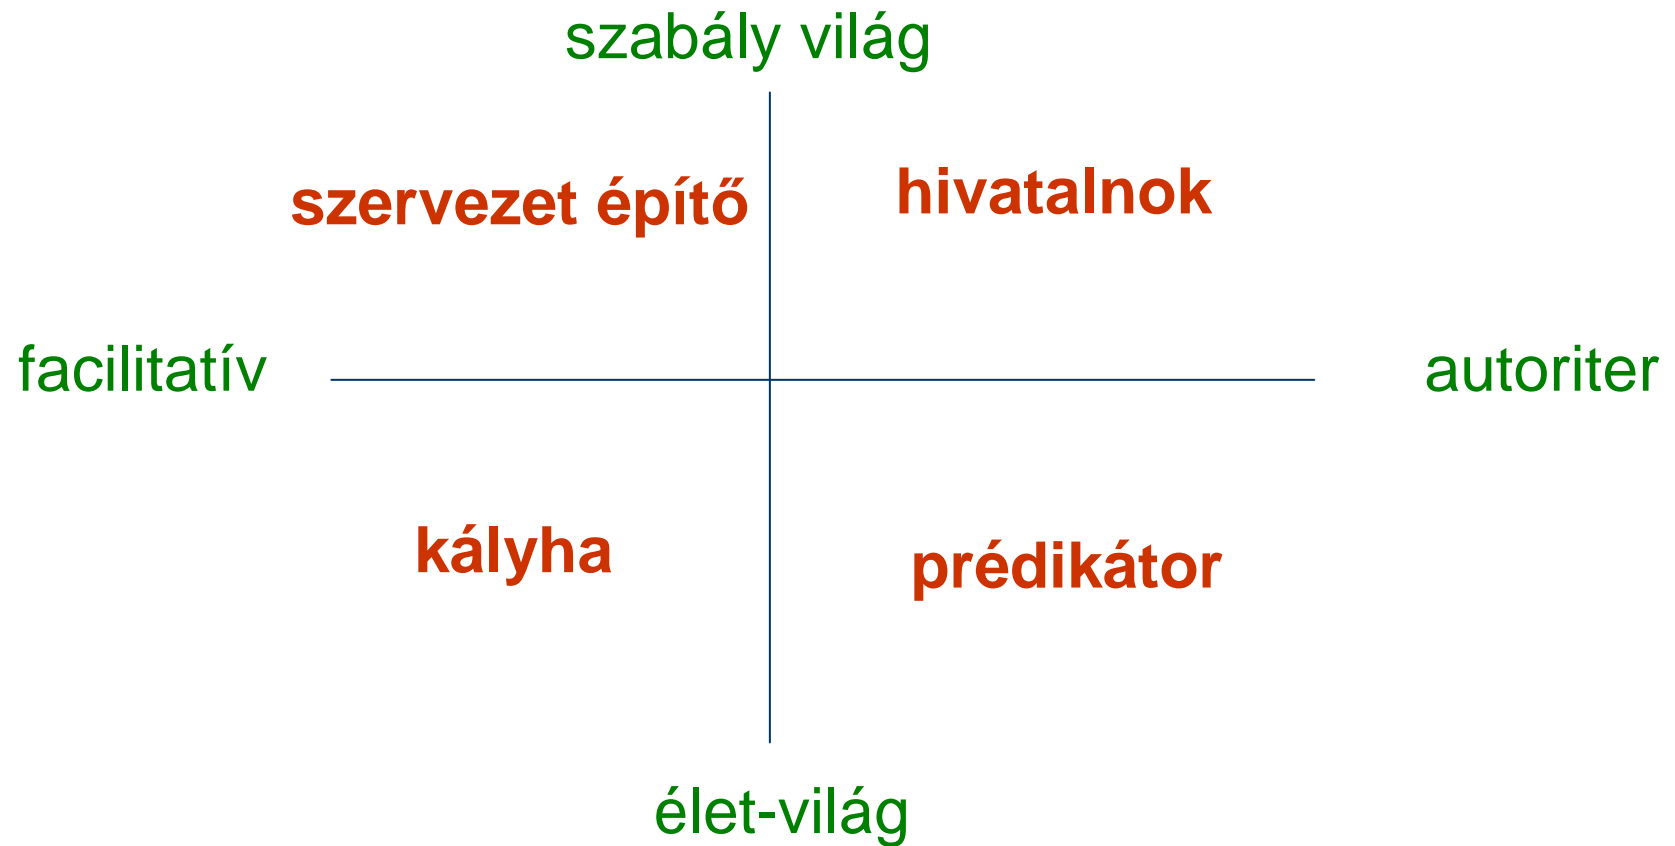 szabály világ
szervezet építő
hivatalnok
facilitatív
autoriter
kályha
prédikátor
élet-világ